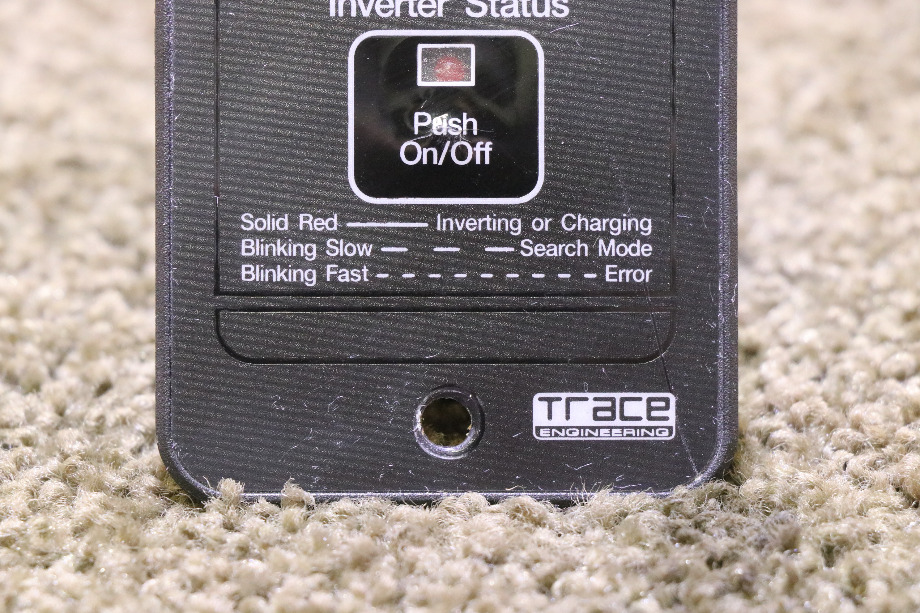 Inverter Status
Push
On/Off
Solid Red Inverting or Charging
Blinking Slow Search Mode
Blinking Fast Error
Trace
ENGINEERING